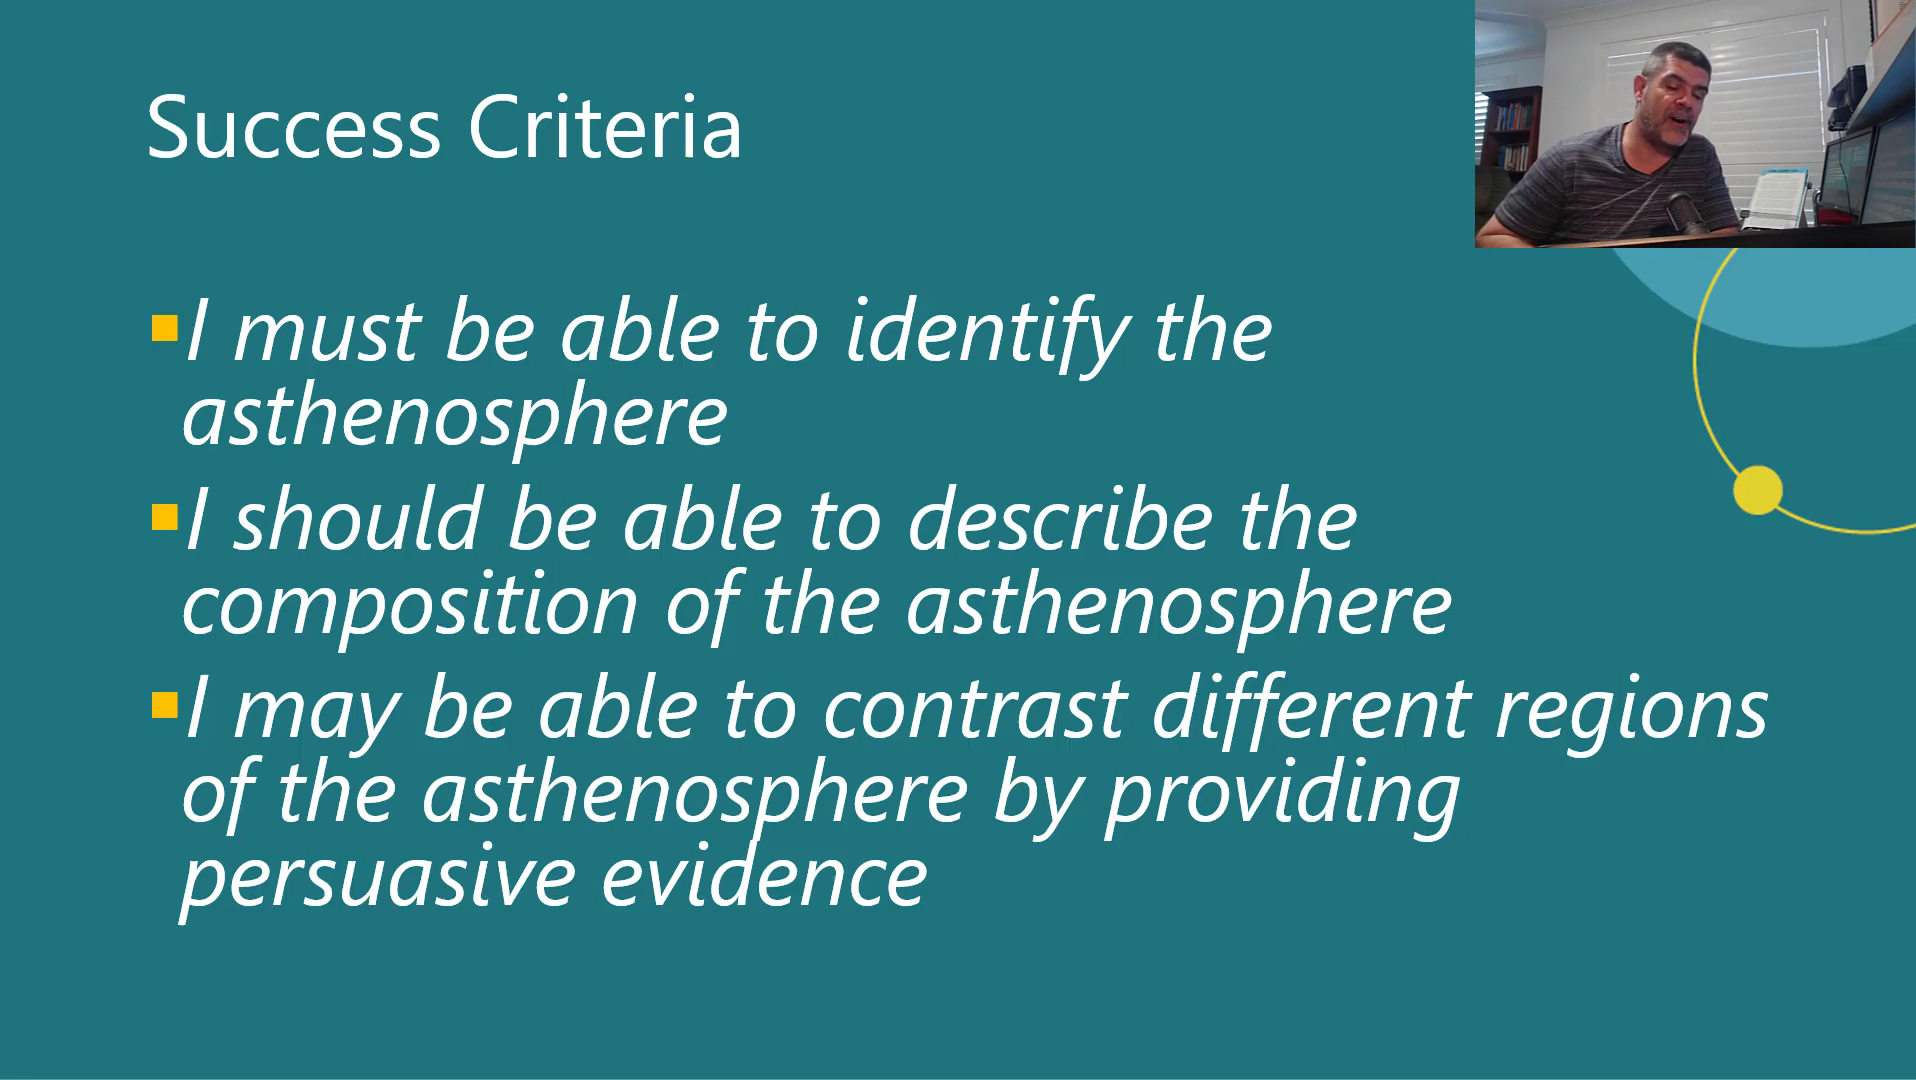 Success Criteria
I must be able to identify the
asthenosphere
I should be able to describe the
composition of the asthenosphere
I may be able to contrast different regions
of the asthenosphere by providing
persuasive evidence